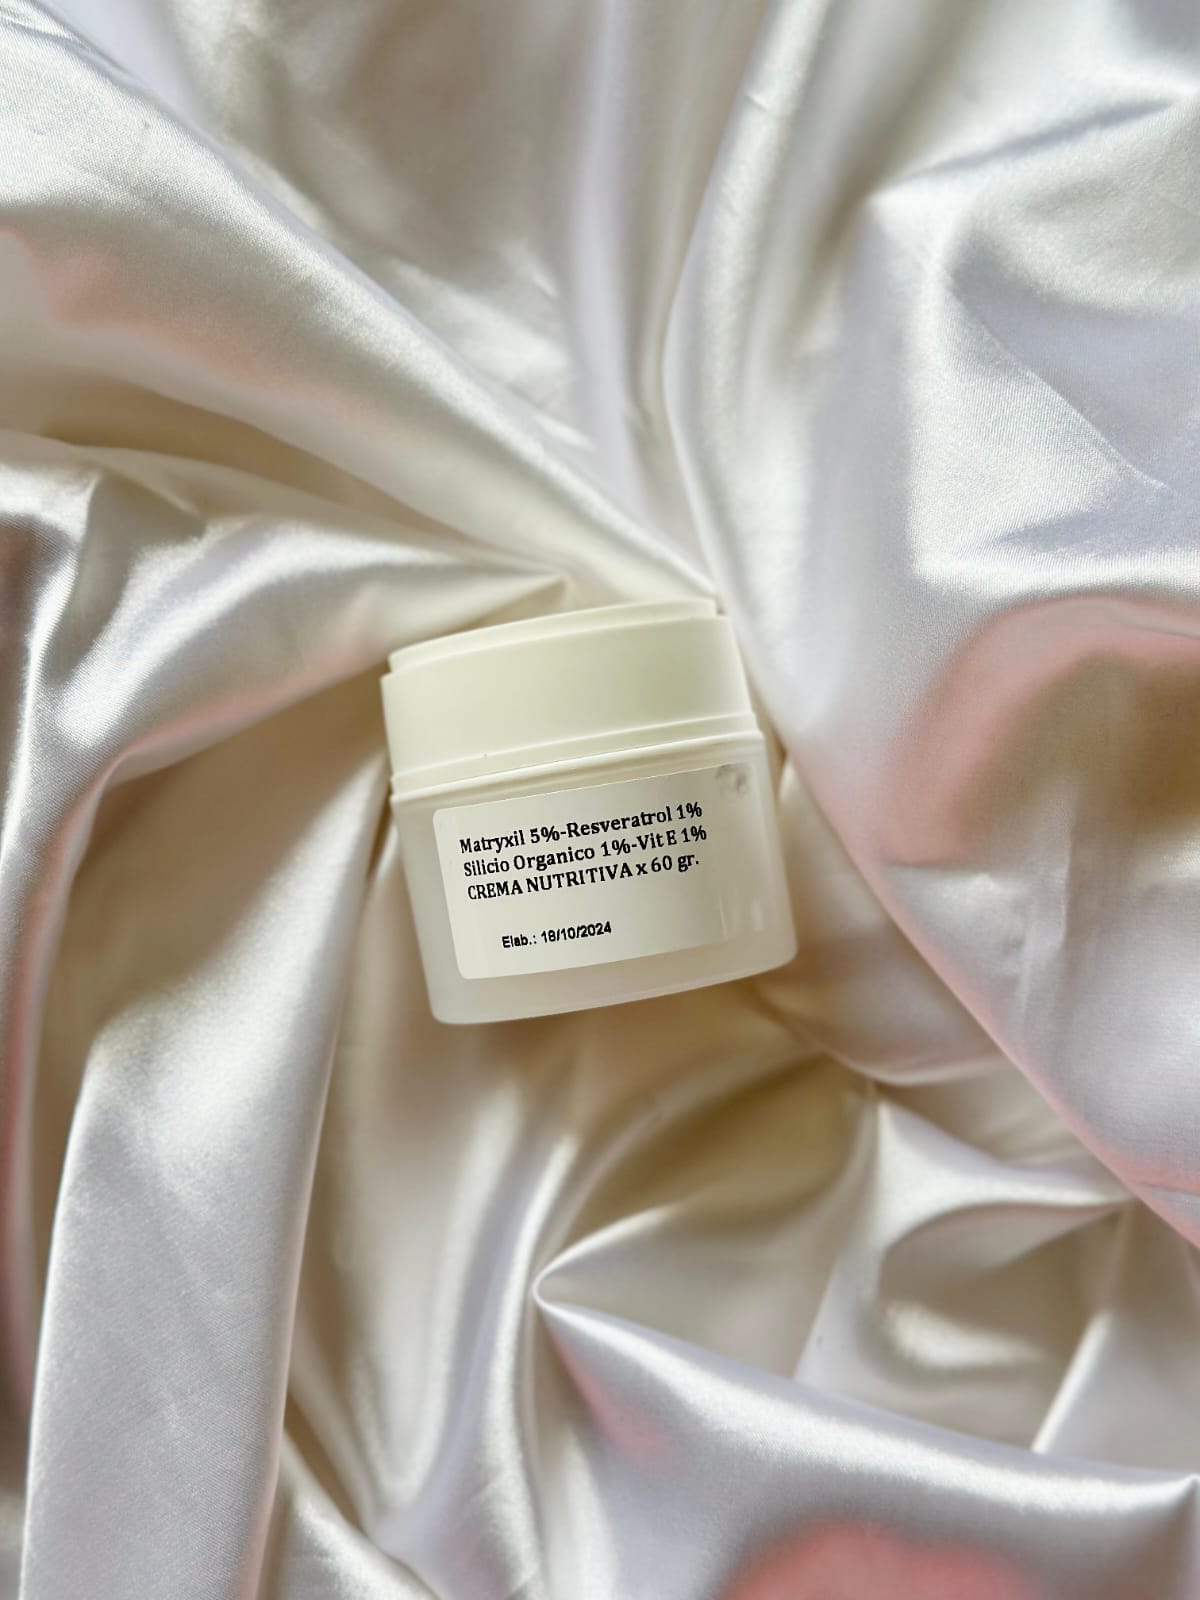 Matryxil 5%-Resveratrol 1%
Silicio Organico 1%-Vit E 1%
CREMA NUTRITIVA x 60 gr.
Elab.: 18/10/2024